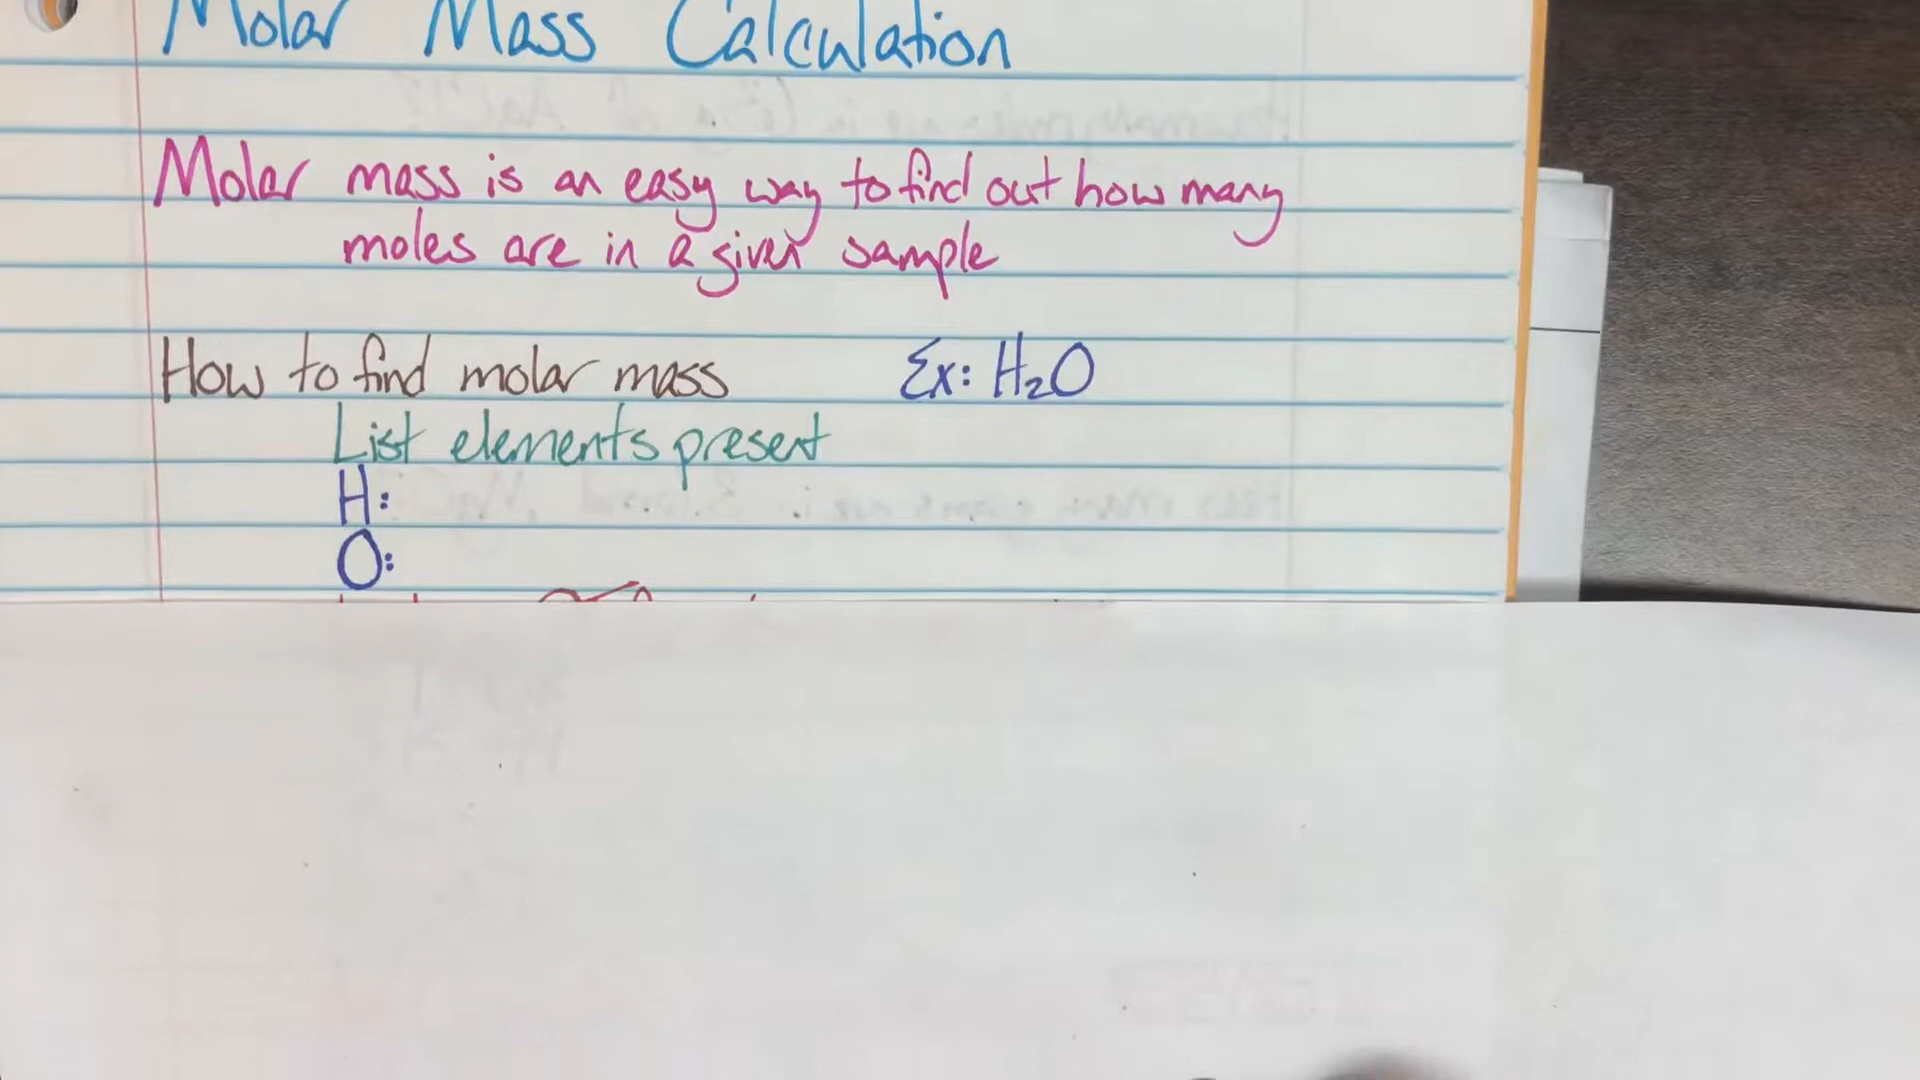 Molar Mass Calculation
Molar mass is an easy way to find out how many
moles are in a given sample
How to find molar mass Ex: H₂O
List elements present
H:
O: